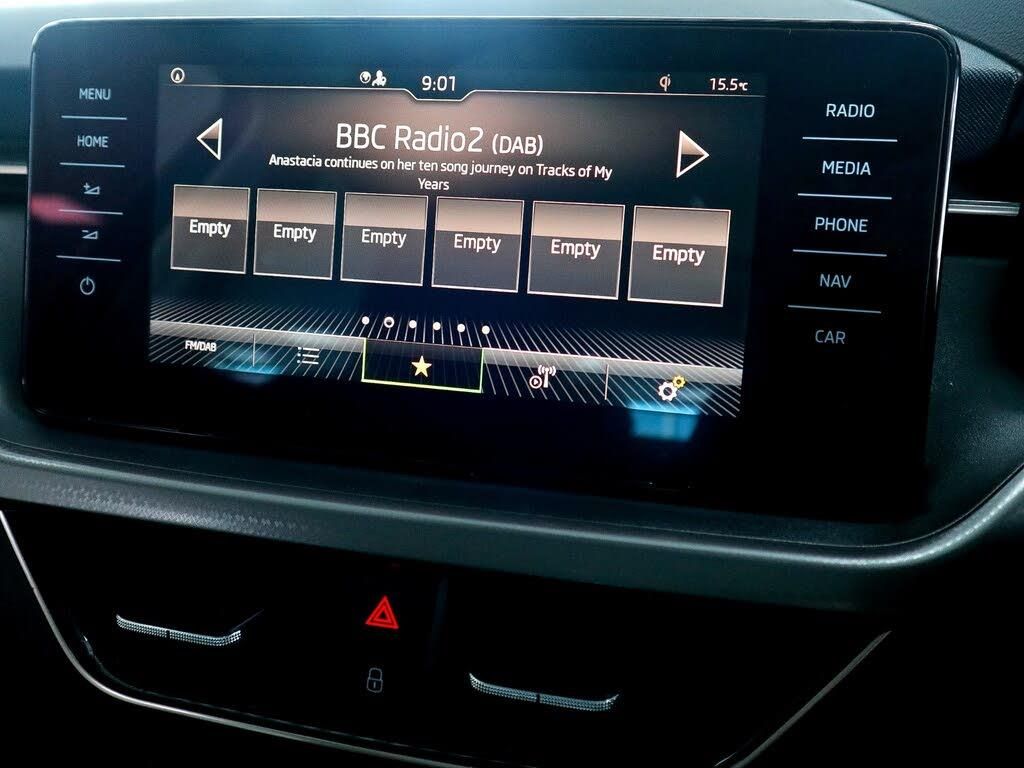 MENU
HOME
9:01
15.5°C
BBC Radio2 (DAB)
Anastacia continues on her ten song journey on Tracks of My
Years
Empty
Empty
Empty
Empty
Empty
Empty
FM/DAB
RADIO
MEDIA
PHONE
NAV
CAR